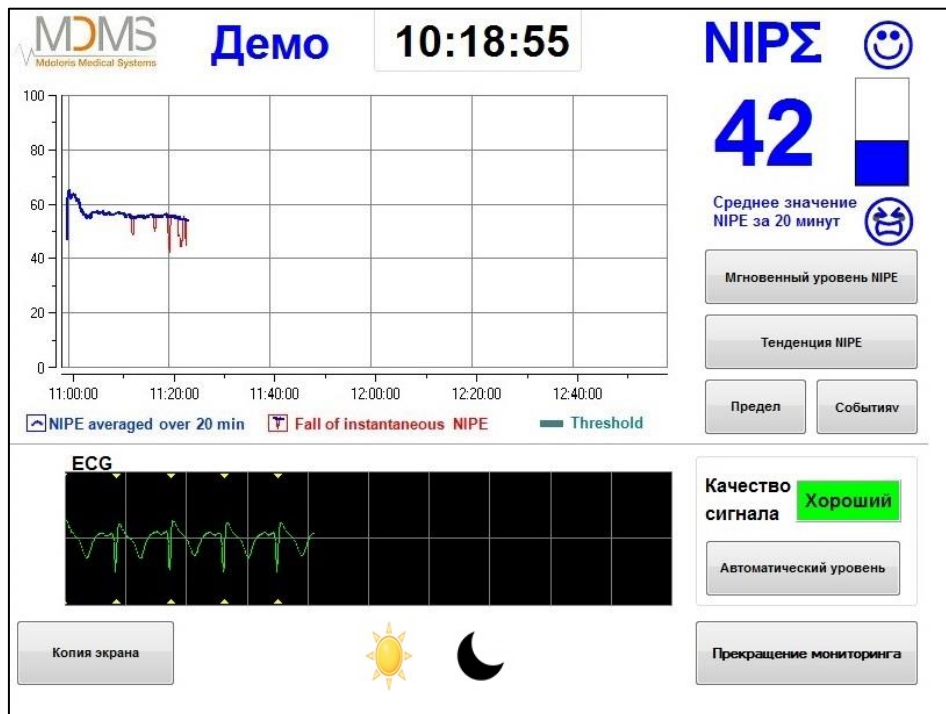 MDMS
Mdoloris Medical Systems
Демо
10:18:55
NIPΣ
42
Среднее значение
NIPE за 20 минут
Мгновенный уровень NIPE
Тенденция NIPE
Предел
Событияv
100
80
60
40
20
0
11:00:00 11:20:00 11:40:00 12:00:00 12:20:00 12:40:00
NIPE averaged over 20 min Fall of instantaneous NIPE Threshold
ECG
Качество
сигнала
Хороший
Автоматический уровень
Копия экрана
Прекращение мониторинга